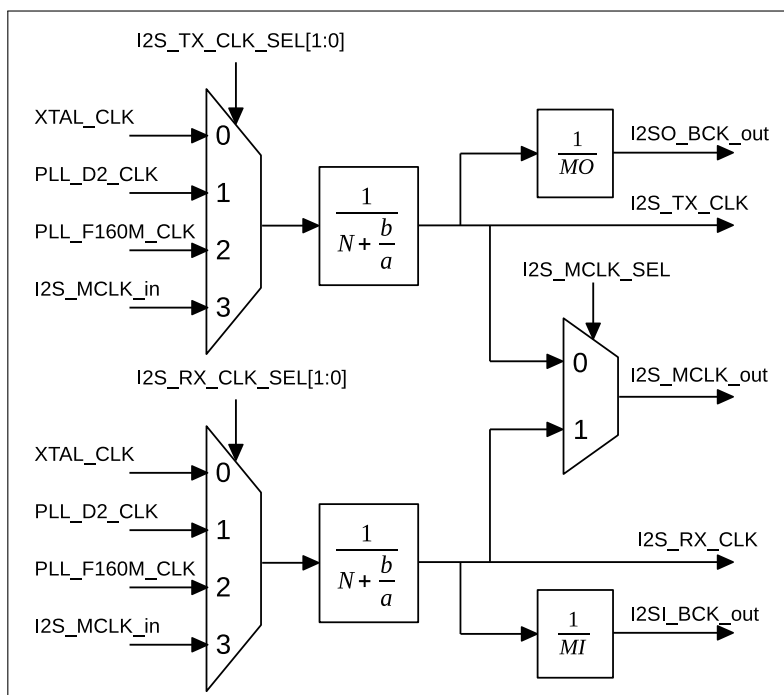 I2S_TX_CLK_SEL[1:0]
XTAL_CLK
0
PLL_D2_CLK
1
PLL_F160M_CLK
2
I2S_MCLK_in
3
1
N + b
a
1
MO
I2SO_BCK_out
I2S_TX_CLK
I2S_MCLK_SEL
0
1
I2S_MCLK_out
I2S_RX_CLK_SEL[1:0]
XTAL_CLK
0
PLL_D2_CLK
1
PLL_F160M_CLK
2
I2S_MCLK_in
3
1
N + b
a
I2S_RX_CLK
1
MI
I2SI_BCK_out